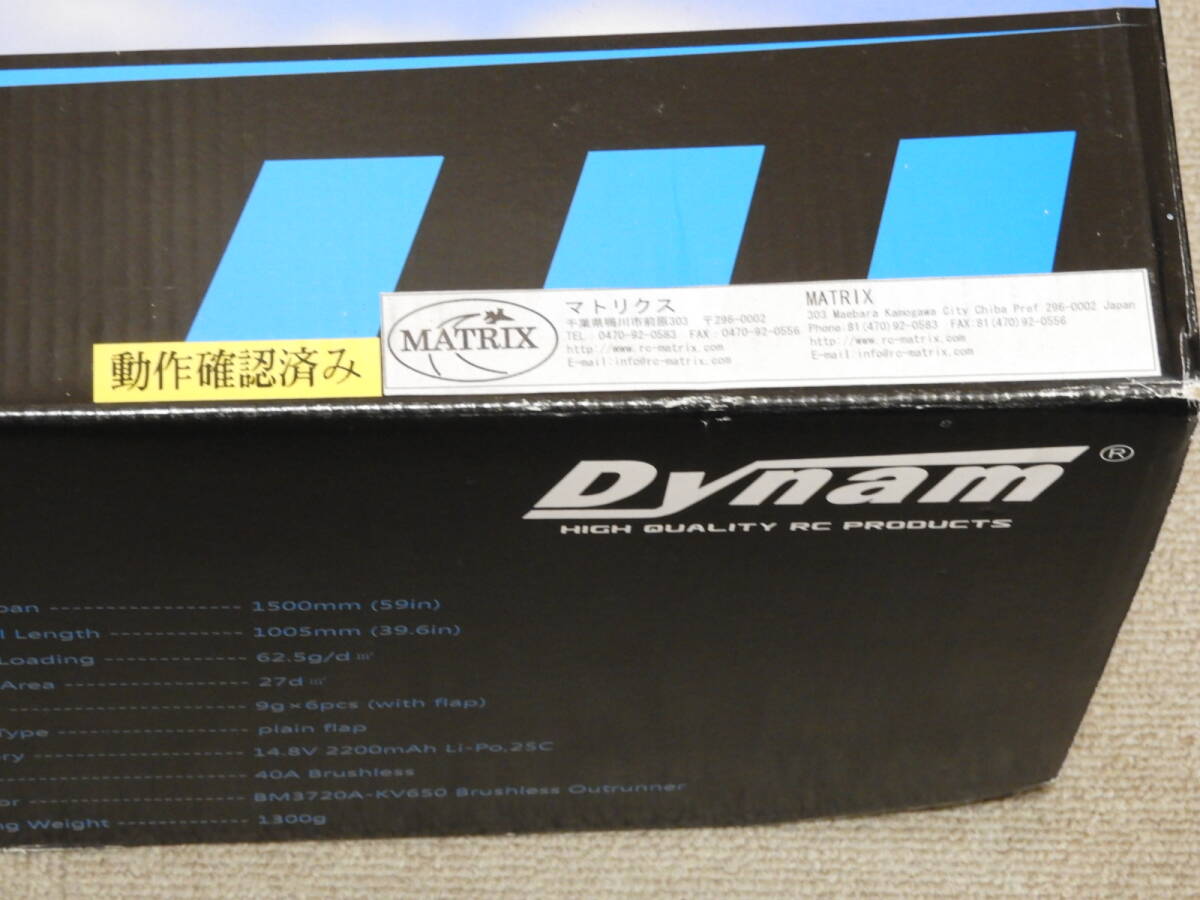 動作確認済み
MATRIX
マトリクス
千葉県鴨川市前原303 〒296-0002
TEL: 0470-92-0583 FAX: 0470-92-0556
http://www.rc-matrix.com
E-mail:info@rc-matrix.com
MATRIX
303 Maebara Kamogawa City Chiba Pref 296-0002 Japan
Phone:81(470)92-0583 FAX:81(470)92-0556
http://www.rc-matrix.com
E-mail:info@rc-matrix.com
Dynam®
HIGH QUALITY RC PRODUCTS
pan ------------------ 1500mm (59in)
l Length ------------- 1005mm (39.6in)
Loading -------------- 62.5g/d㎡
Area ----------------- 27d㎡
---------------------- 9g×6pcs (with flap)
Type ----------------- plain flap
ry ------------------- 14.8V 2200mAh Li-Po,25C
---------------------- 40A Brushless
or ------------------- BM3720A-KV650 Brushless Outrunner
ng Weight ------------ 1300g